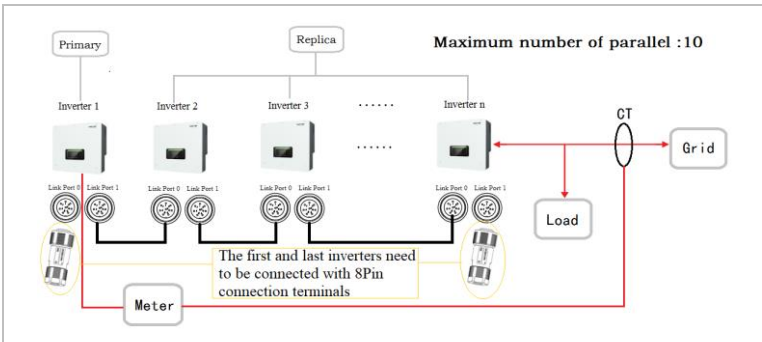 Primary
Replica
Maximum number of parallel :10
Inverter 1
Inverter 2
Inverter 3
......
Inverter n
CT
......
Grid
Link Port 0
Link Port 1
Link Port 0
Link Port 1
Link Port 0
Link Port 1
Link Port 0
Link Port 1
Load
The first and last inverters need
to be connected with 8Pin
connection terminals
Meter